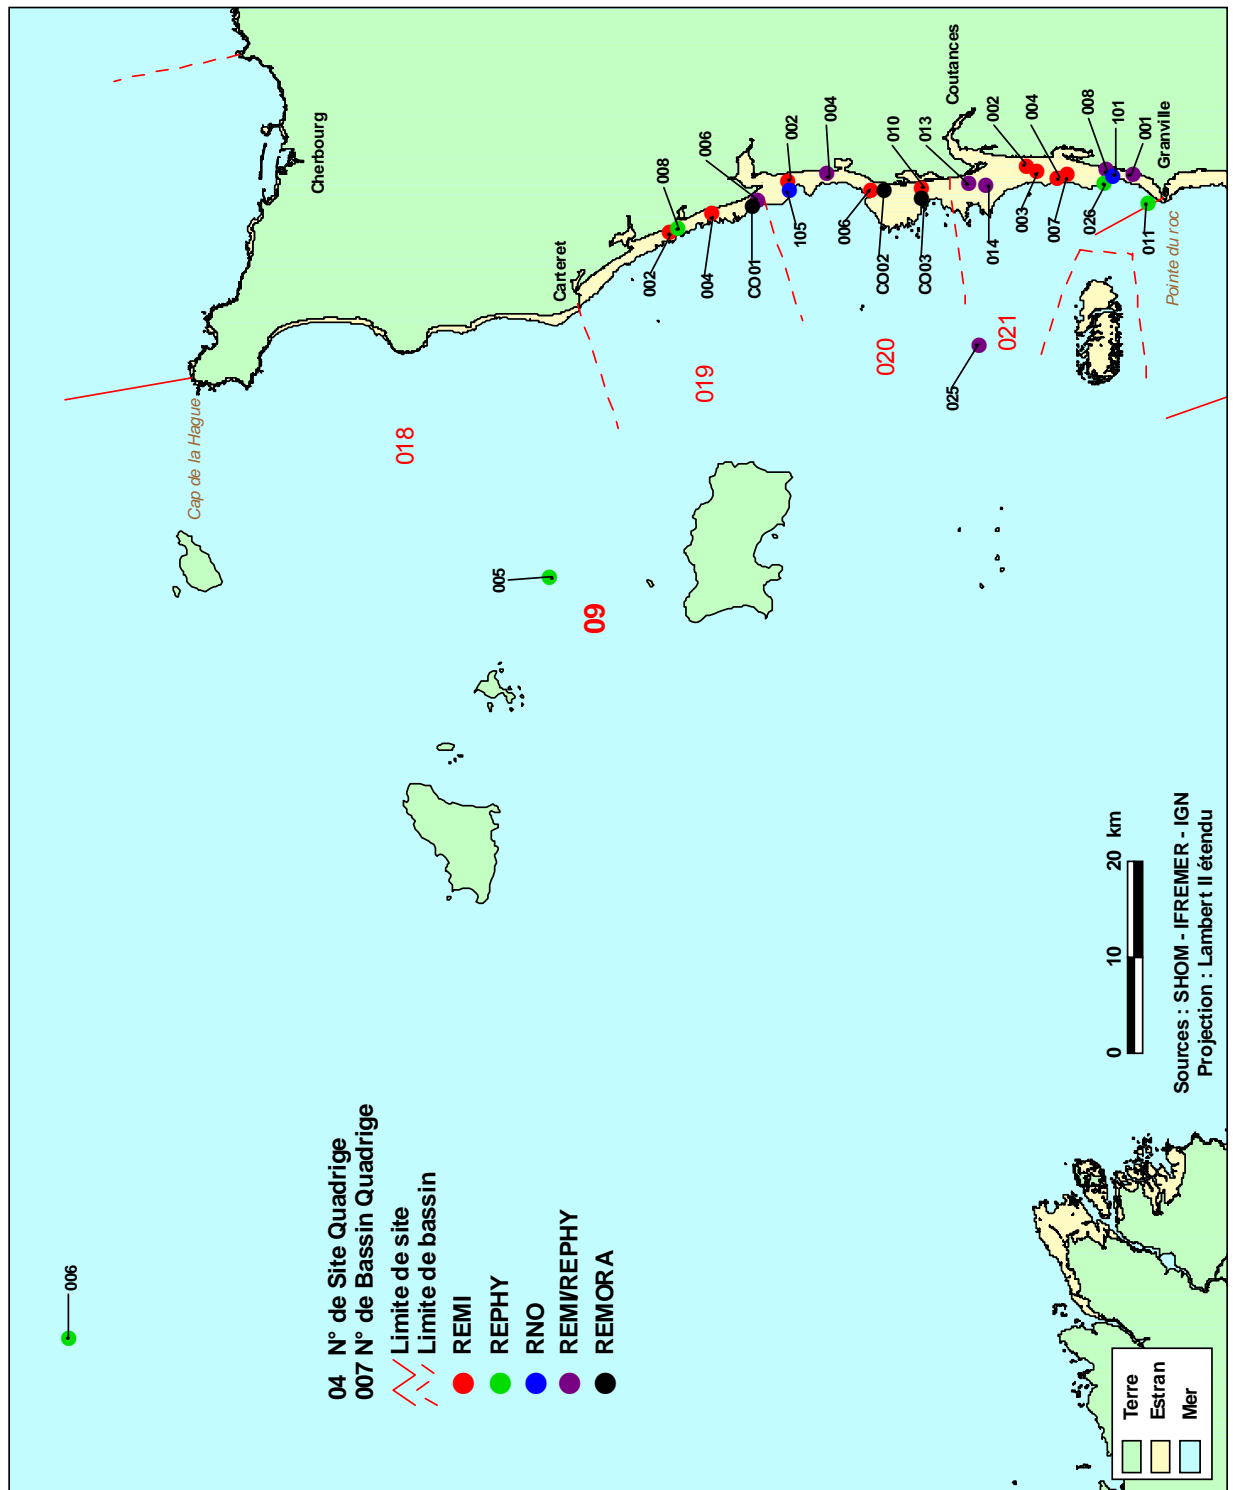 006
04 N° de Site Quadrige
007 N° de Bassin Quadrige
Limite de site
Limite de bassin
REMI
REPHY
RNO
REMI/REPHY
REMORA
Terre
Estran
Mer
0 10 20 km
Sources : SHOM - IFREMER - IGN
Projection : Lambert II étendu
Cherbourg
Cap de la Hague
018
005
09
Carteret
019
002
008
004
006
CO01
105
002
004
020
006
CO02
010
CO03
013
Coutances
014
025
021
002
003
004
007
008
026
101
001
011
Granville
Pointe du roc